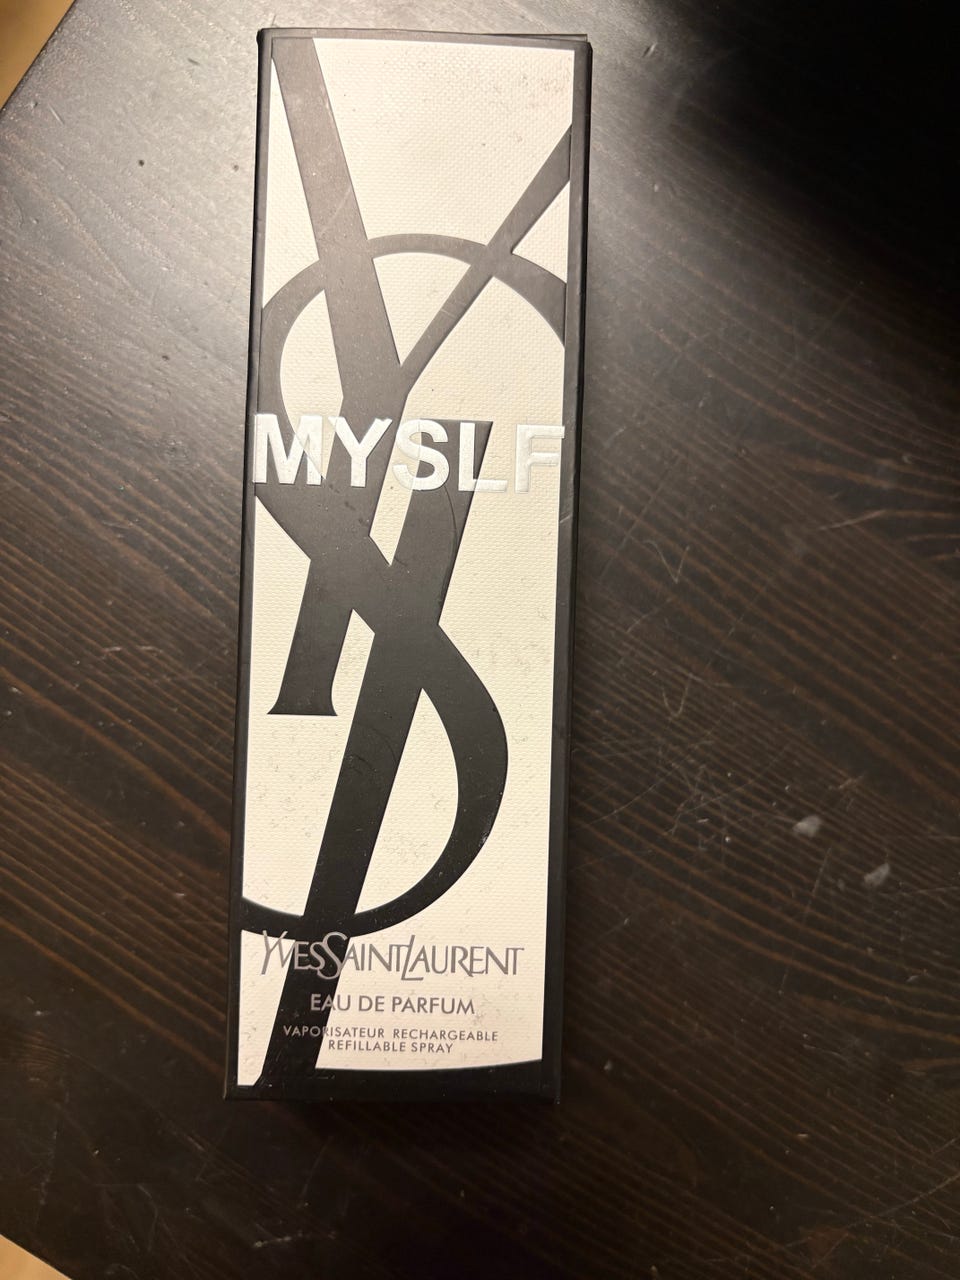 MYSLF
YVESSAINTLAURENT
EAU DE PARFUM
VAPORISATEUR RECHARGEABLE
REFILLABLE SPRAY